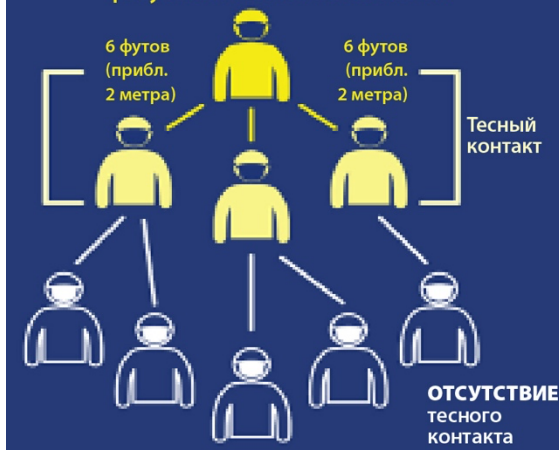 6 футов
(прибл.
2 метра)
6 футов
(прибл.
2 метра)
Тесный
контакт
ОТСУТСТВИЕ
тесного
контакта